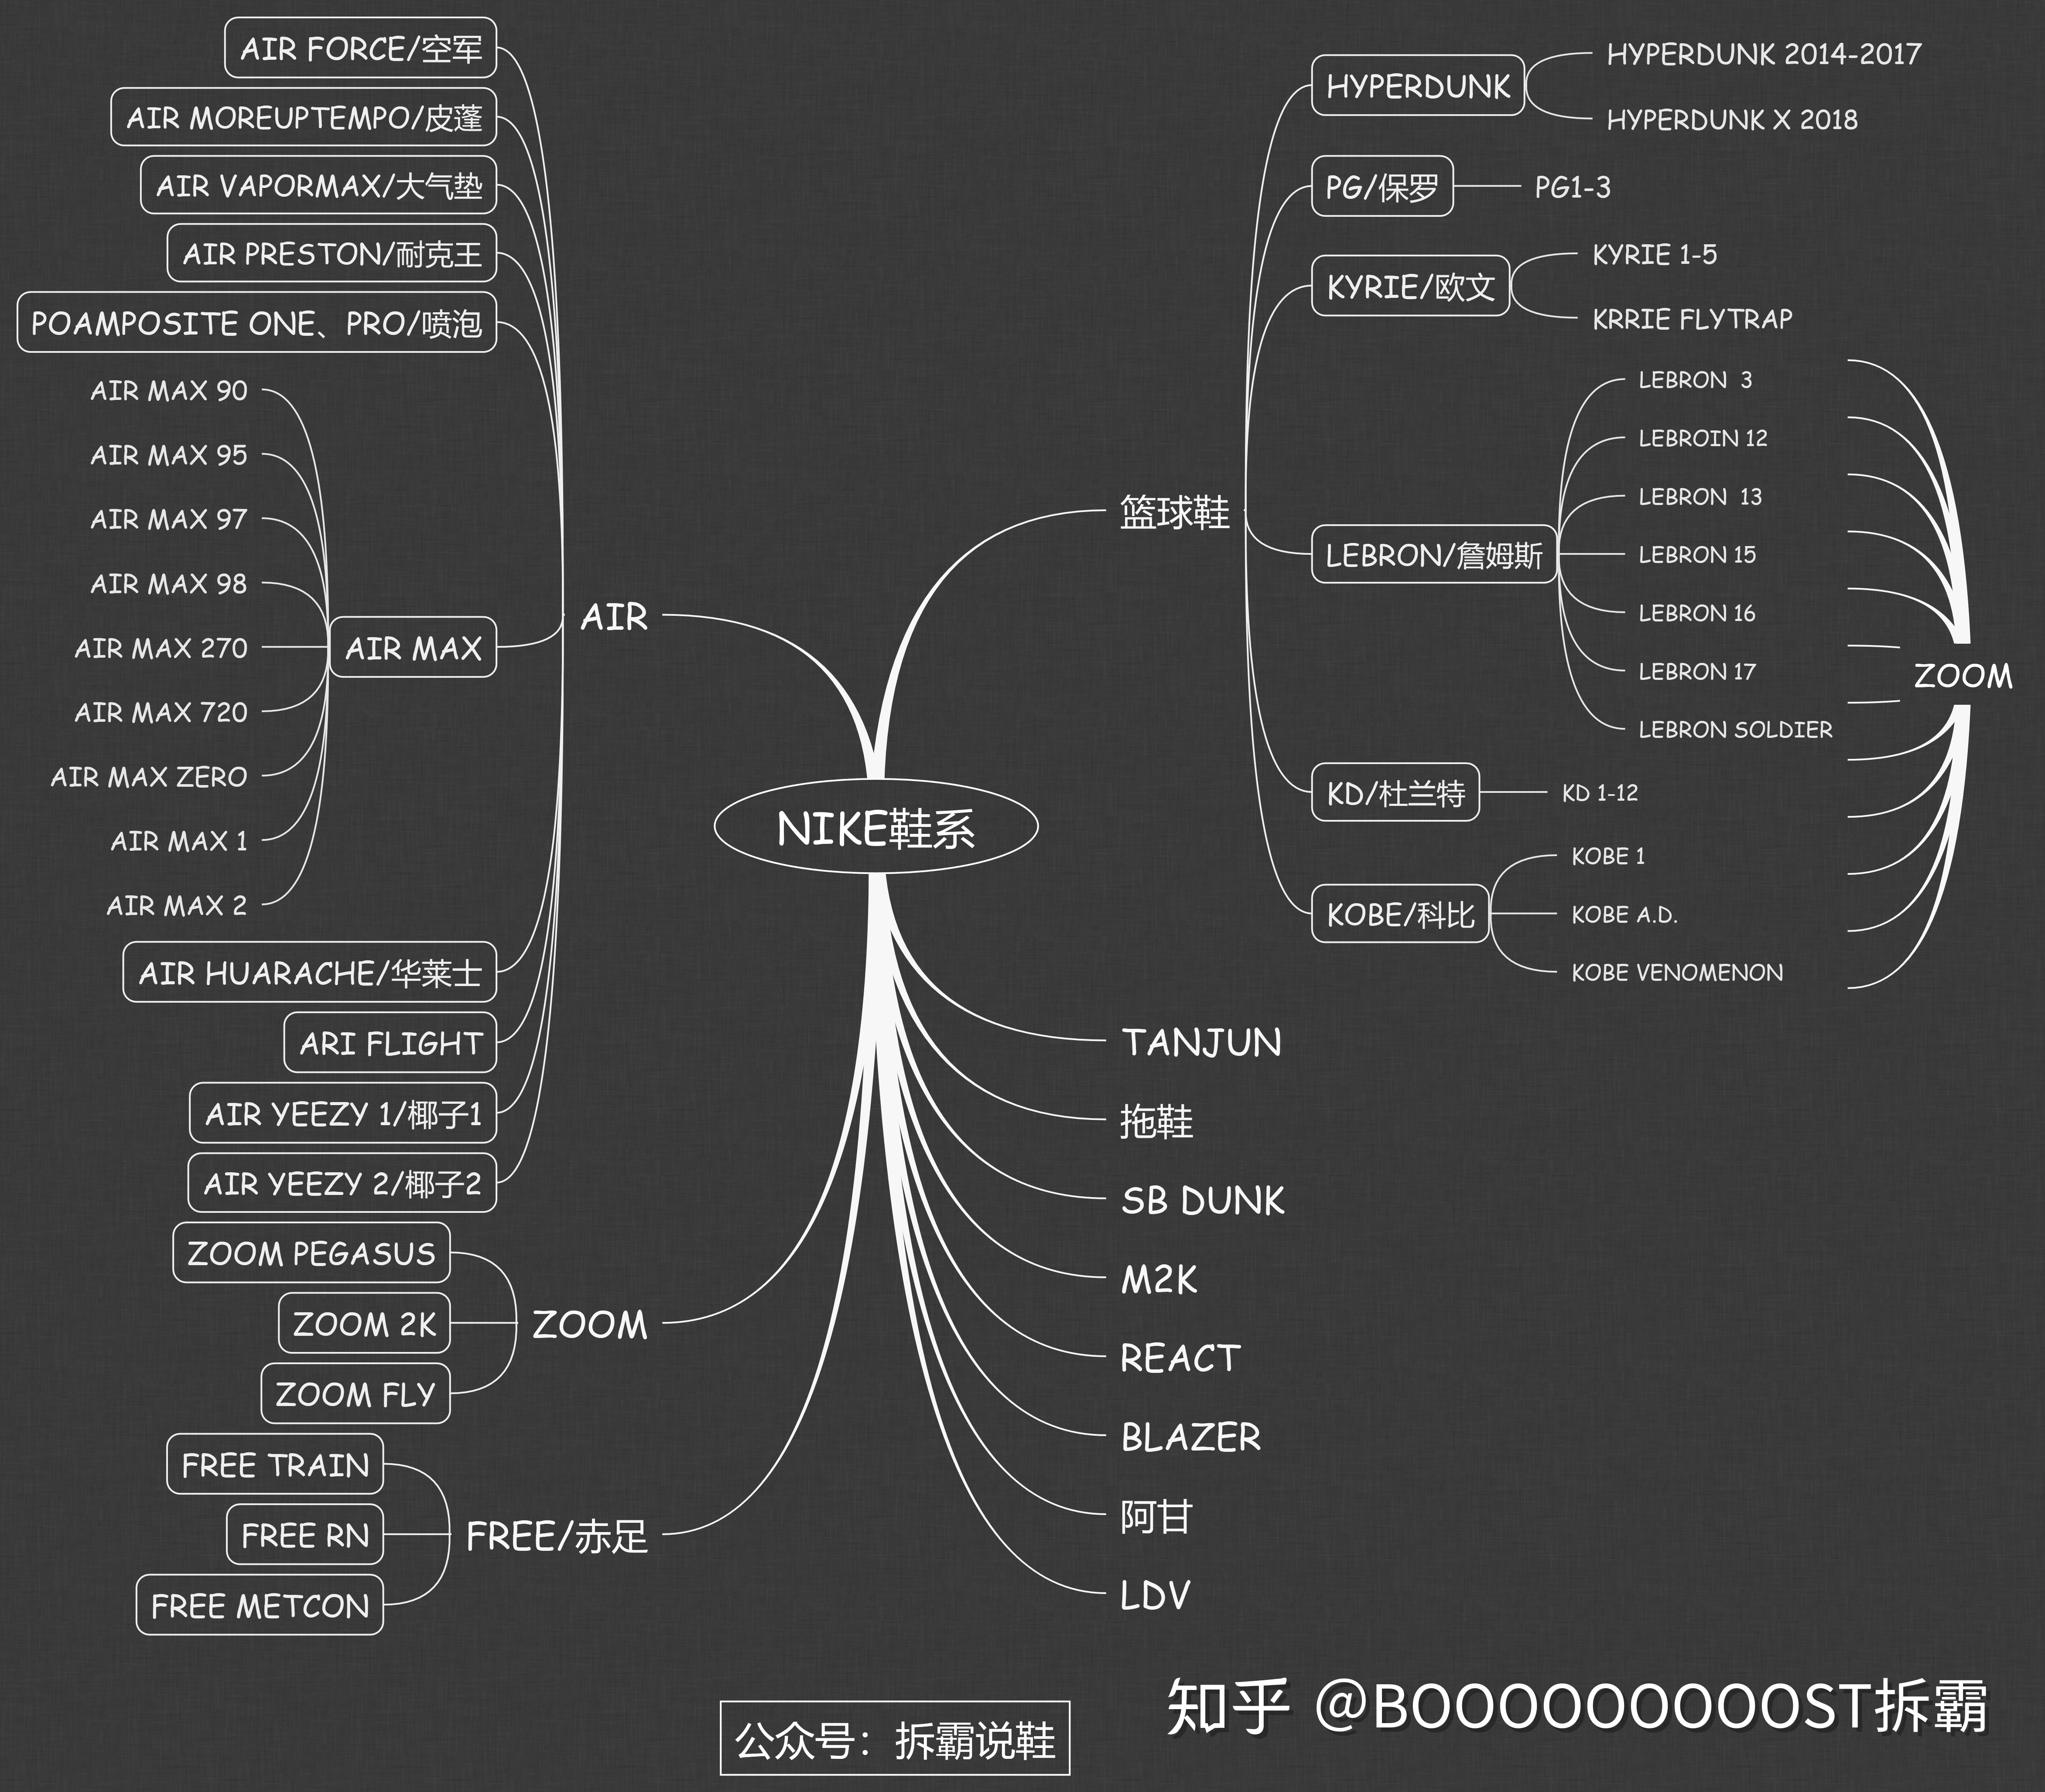 AIR FORCE/空军
AIR MOREUPTEMPO/皮蓬
AIR VAPORMAX/大气垫
AIR PRESTON/耐克王
POAMPOSITE ONE、PRO/喷泡
AIR MAX 90
AIR MAX 95
AIR MAX 97
AIR MAX 98
AIR MAX 270
AIR MAX 720
AIR MAX ZERO
AIR MAX 1
AIR MAX 2
AIR MAX
AIR HUARACHE/华莱士
ARI FLIGHT
AIR YEEZY 1/椰子1
AIR YEEZY 2/椰子2
AIR
ZOOM PEGASUS
ZOOM 2K
ZOOM FLY
ZOOM
FREE TRAIN
FREE RN
FREE METCON
FREE/赤足
NIKE鞋系
篮球鞋
HYPERDUNK
HYPERDUNK 2014-2017
HYPERDUNK X 2018
PG/保罗
PG1-3
KYRIE/欧文
KYRIE 1-5
KRRIE FLYTRAP
LEBRON/詹姆斯
LEBRON 3
LEBROIN 12
LEBRON 13
LEBRON 15
LEBRON 16
LEBRON 17
LEBRON SOLDIER
KD/杜兰特
KD 1-12
KOBE/科比
KOBE 1
KOBE A.D.
KOBE VENOMENON
ZOOM
TANJUN
拖鞋
SB DUNK
M2K
REACT
BLAZER
阿甘
LDV
公众号：拆霸说鞋
知乎 @BOOOOOOOOOST拆霸